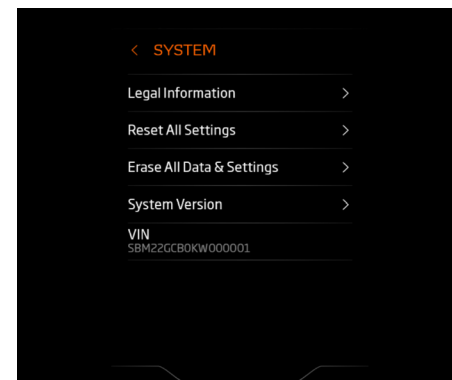 SYSTEM
Legal Information
Reset All Settings
Erase All Data & Settings
System Version
VIN
SBM22GCB0KW000001